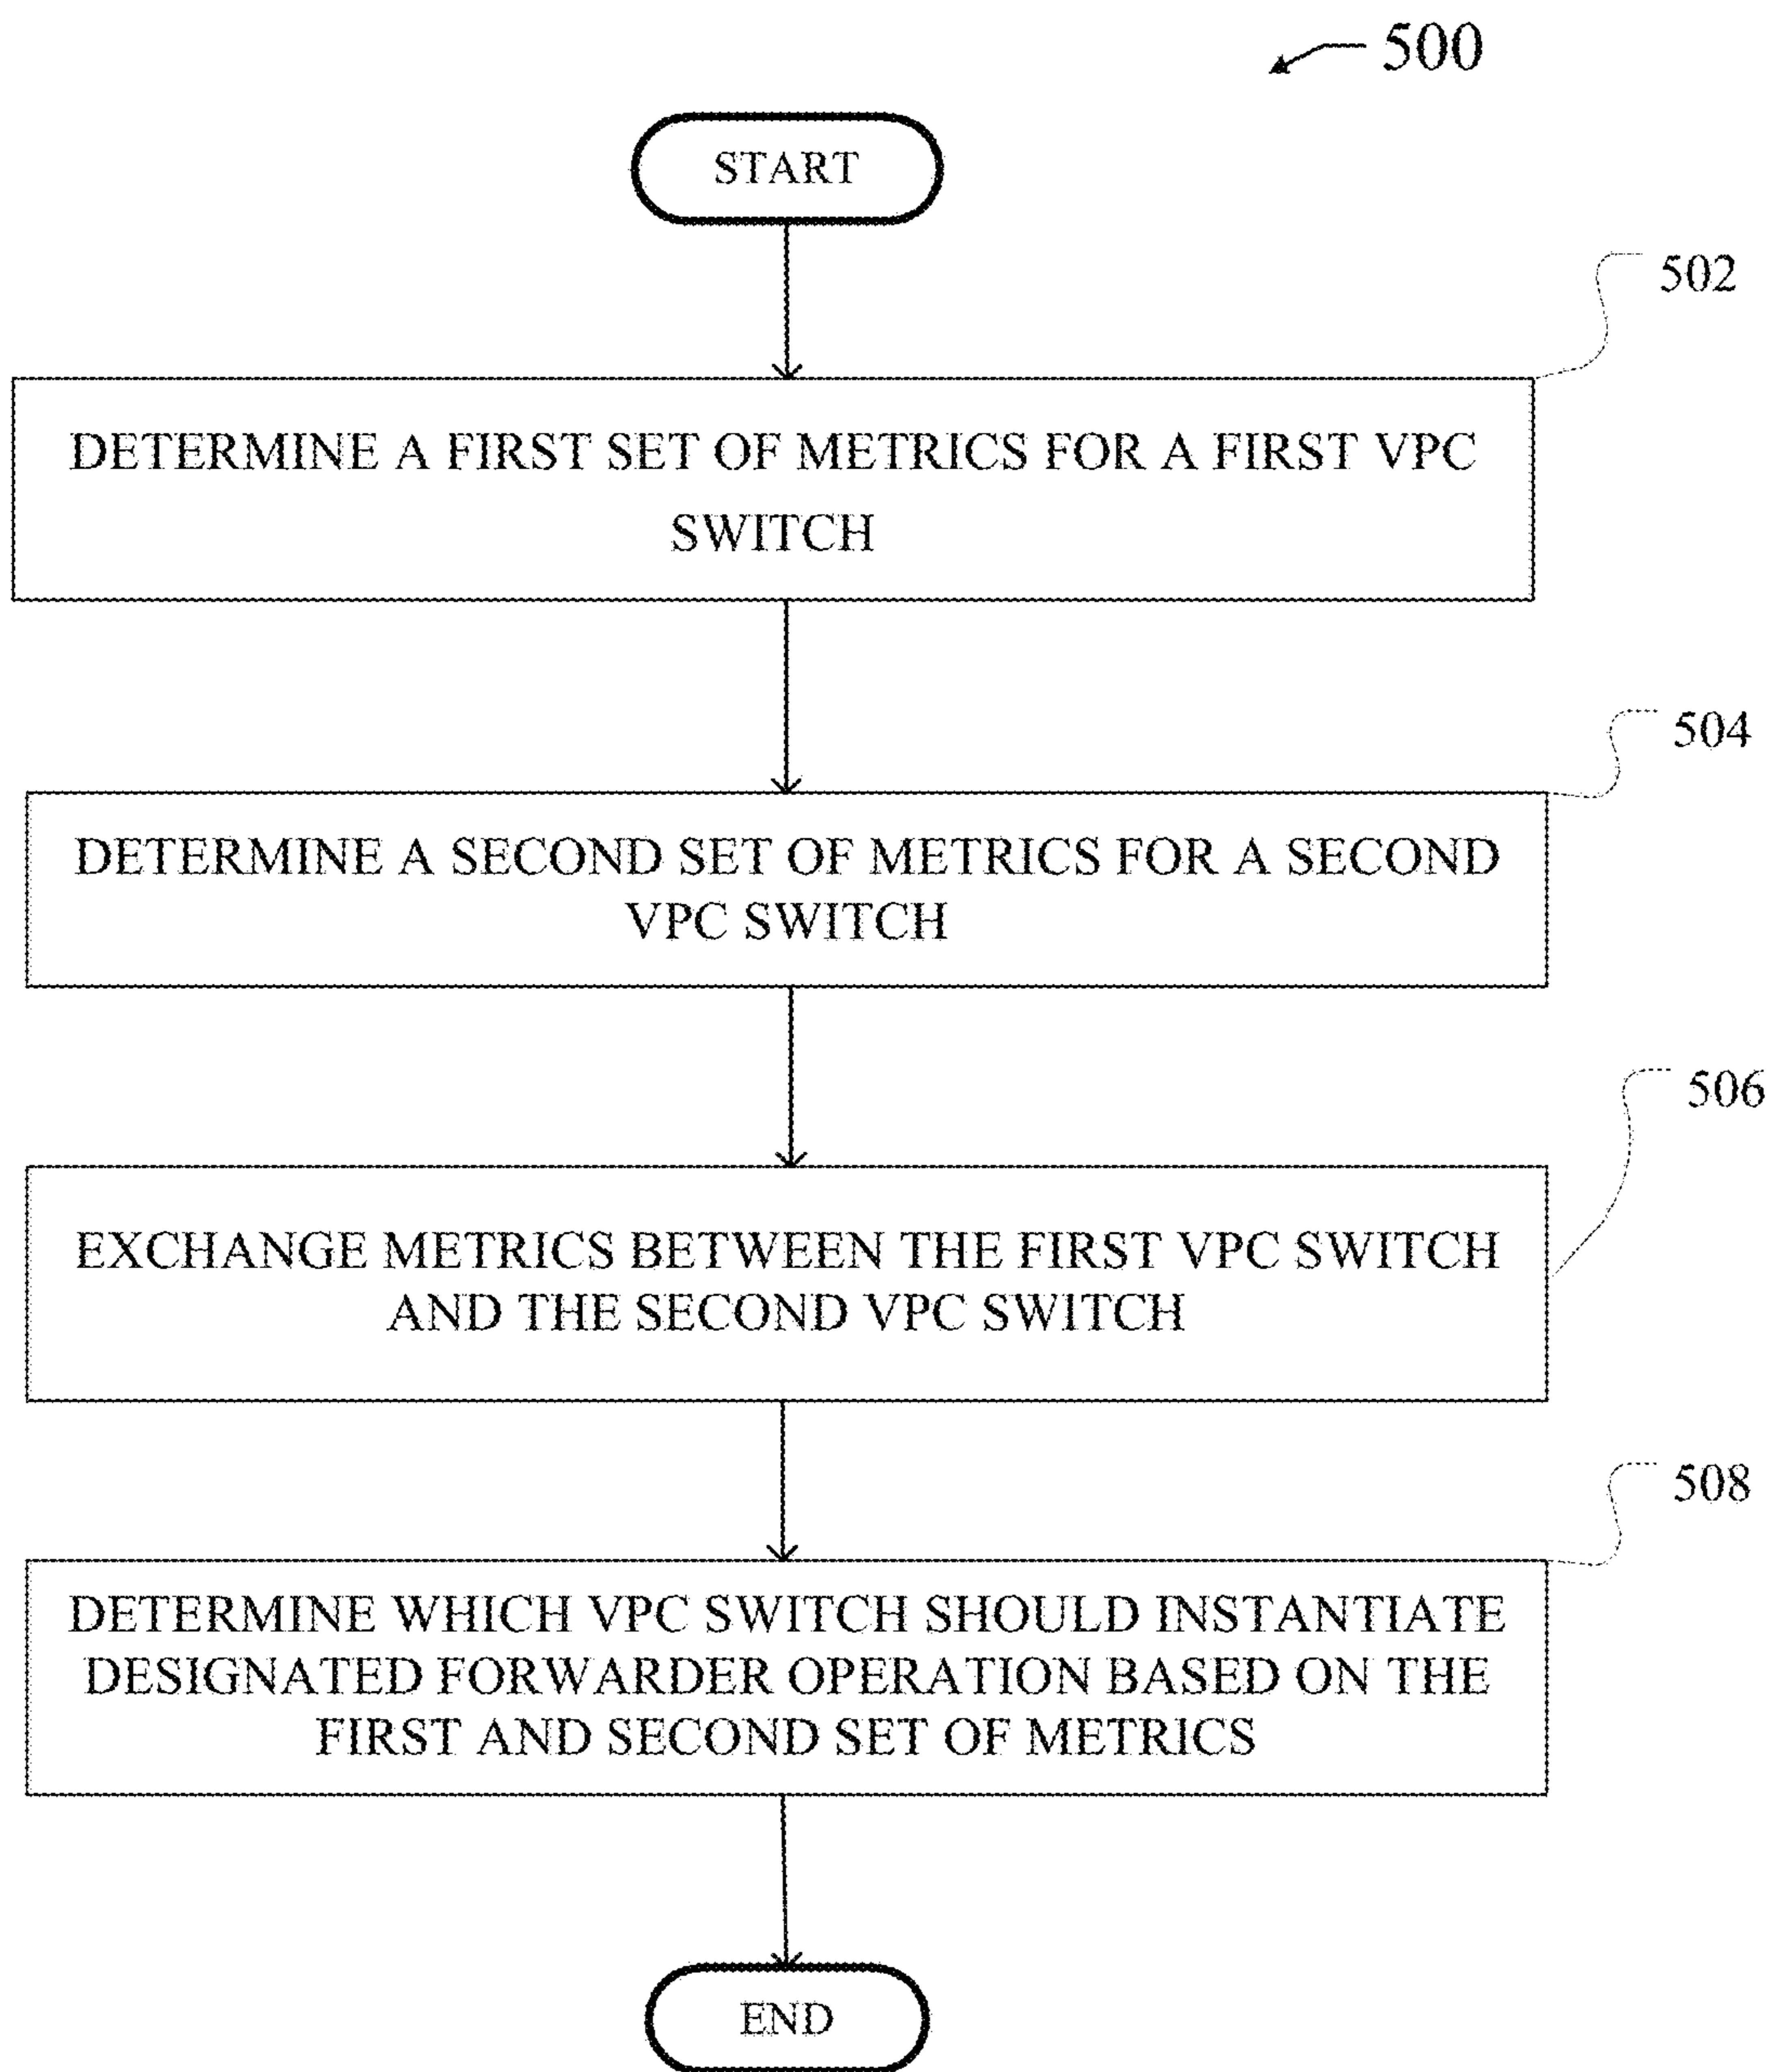 500
START
502
DETERMINE A FIRST SET OF METRICS FOR A FIRST VPC
SWITCH
504
DETERMINE A SECOND SET OF METRICS FOR A SECOND
VPC SWITCH
506
EXCHANGE METRICS BETWEEN THE FIRST VPC SWITCH
AND THE SECOND VPC SWITCH
508
DETERMINE WHICH VPC SWITCH SHOULD INSTANTIATE
DESIGNATED FORWARDER OPERATION BASED ON THE
FIRST AND SECOND SET OF METRICS
END